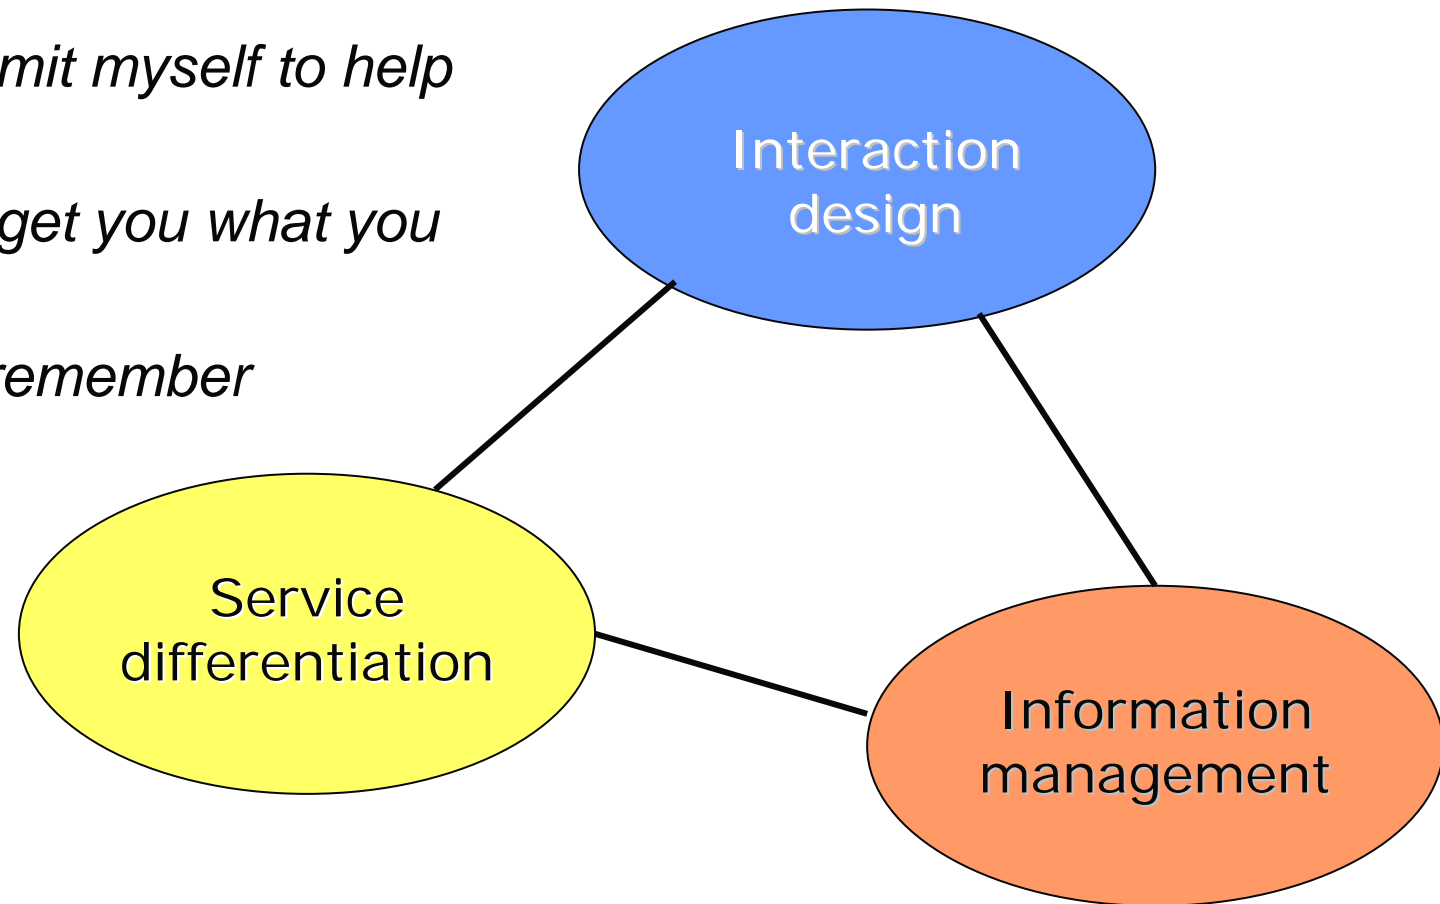 mit myself to help
get you what you
remember
Interaction
design
Service
differentiation
Information
management